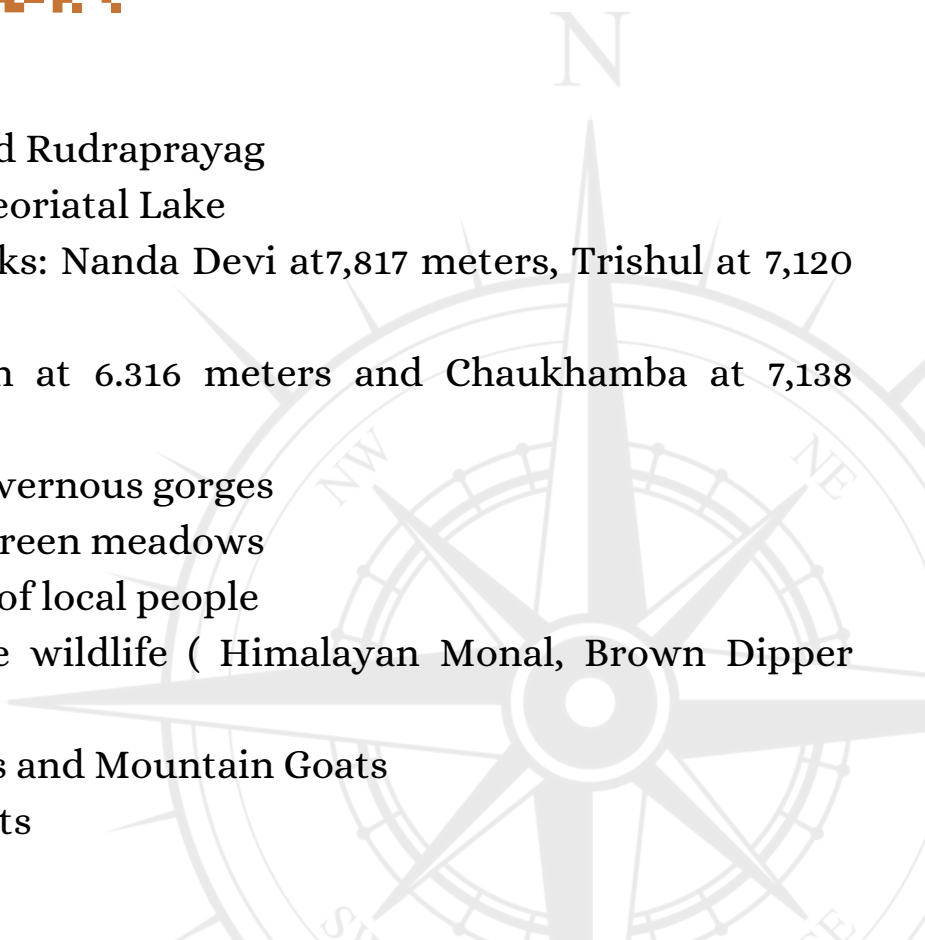 N
d Rudraprayag
eoriatal Lake
ks: Nanda Devi at7,817 meters, Trishul at 7,120
n at 6.316 meters and Chaukhamba at 7,138
NW
NE
vernous gorges
reen meadows
of local people
e wildlife ( Himalayan Monal, Brown Dipper
s and Mountain Goats
ts
SW
SE